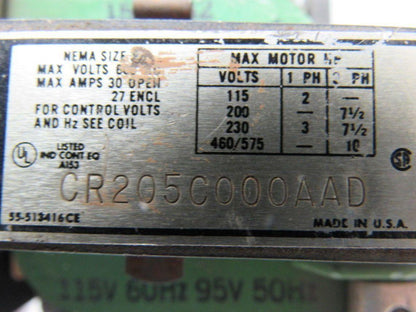 NEMA SIZE
MAX VOLTS
MAX AMPS 30 OPEN
27 ENCL
FOR CONTROL VOLTS
AND Hz SEE COIL
UL LISTED
IND CONT EQ
A153
MAX MOTOR HP
VOLTS 1 PH 3 PH
115 2 —
200 — 7½
230 3 7½
460/575 — 10
CR205C000AAD
55-513416CE
MADE IN U.S.A.
115V 60Hz 95V 50Hz